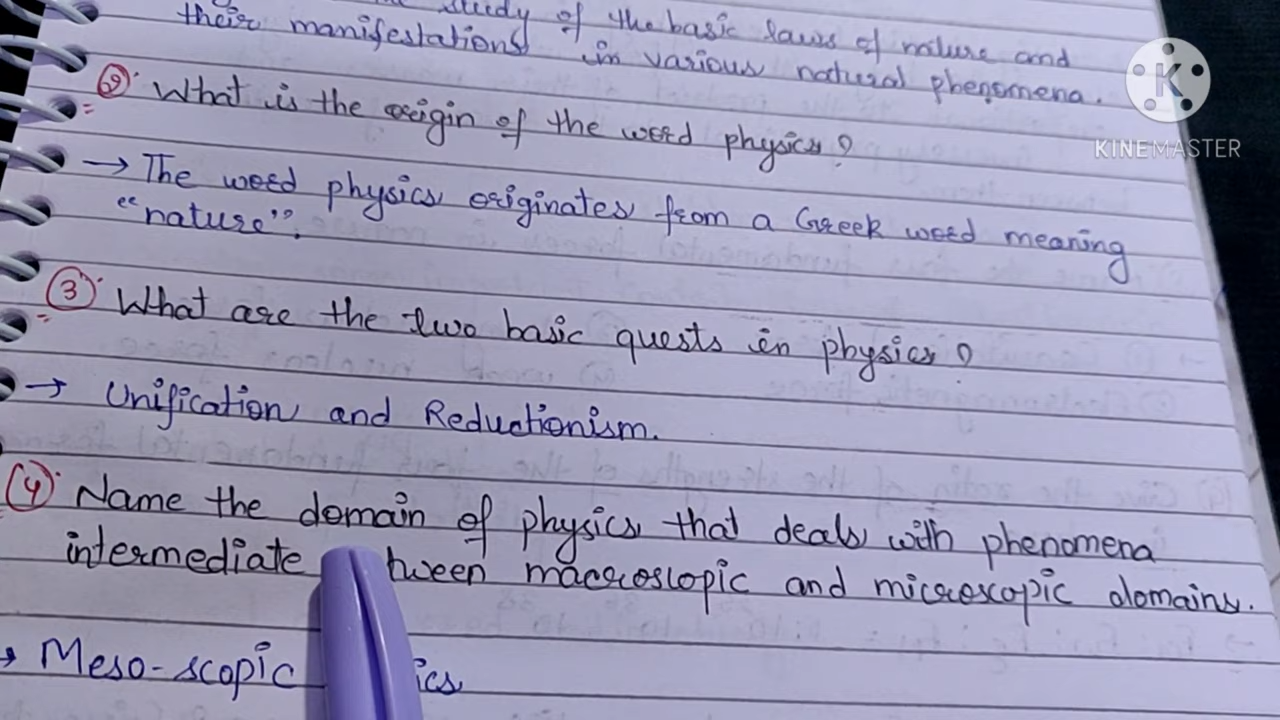 study of the basic laws of nature and
their manifestations in various natural phenomena.
(2) What is the origin of the word physics?
→ The word physics originates from a Greek word meaning
"nature".
(3) What are the two basic quests in physics?
→ Unification and Reductionism.
(4) Name the domain of physics that deals with phenomena
intermediate tween macroscopic and microscopic domains.
→ Meso-scopic ics
K
KINEMASTER